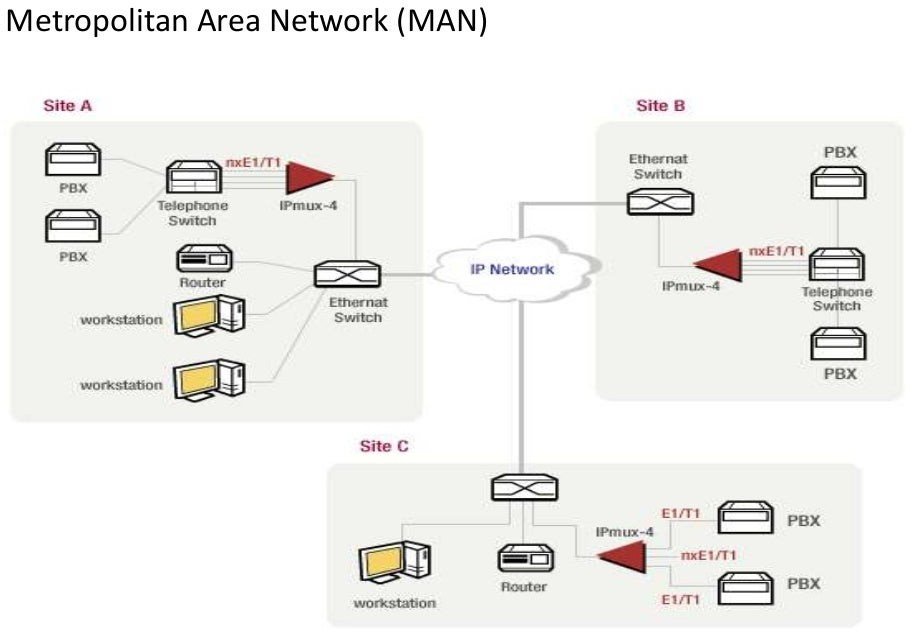 Metropolitan Area Network (MAN)
Site A
PBX
nxE1/T1
Telephone
Switch
IPmux-4
PBX
Router
Ethernat
Switch
workstation
workstation
IP Network
Site B
Ethernat
Switch
PBX
nxE1/T1
IPmux-4
Telephone
Switch
PBX
Site C
workstation
Router
IPmux-4
E1/T1
PBX
nxE1/T1
E1/T1
PBX